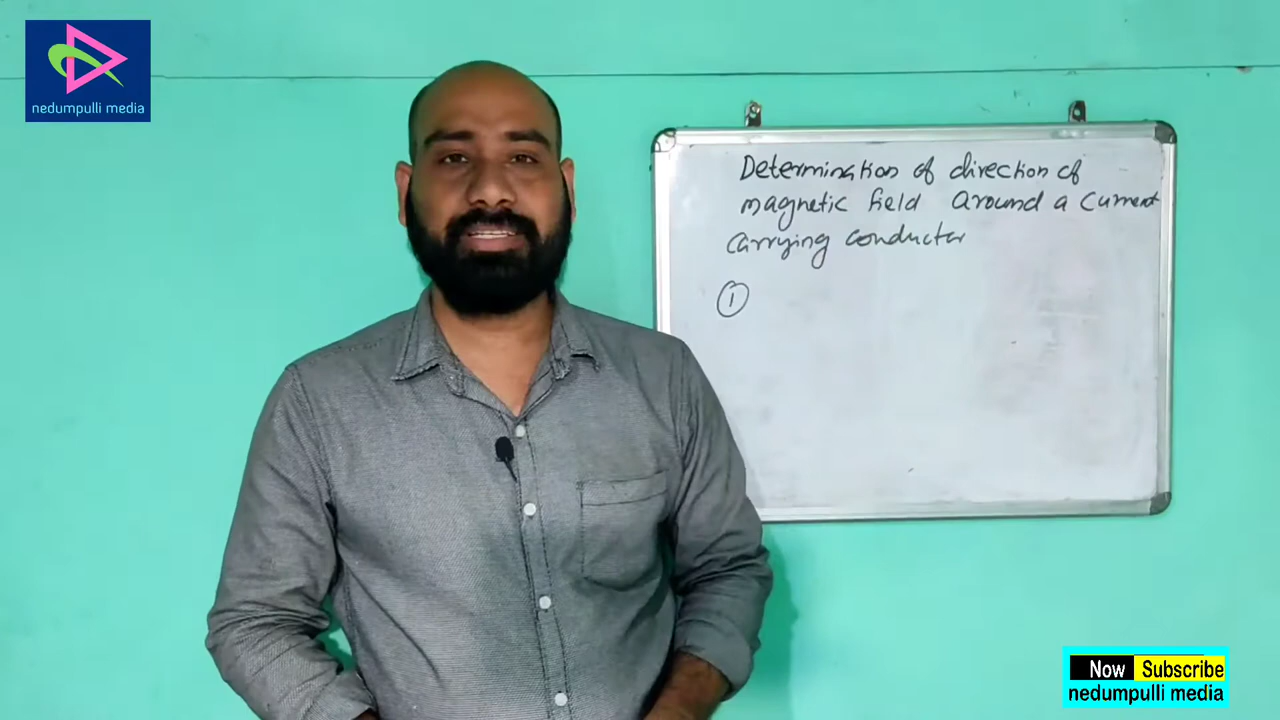 nedumpulli media
Determination of direction of
magnetic field around a current
carrying conductor
1
Now Subscribe
nedumpulli media